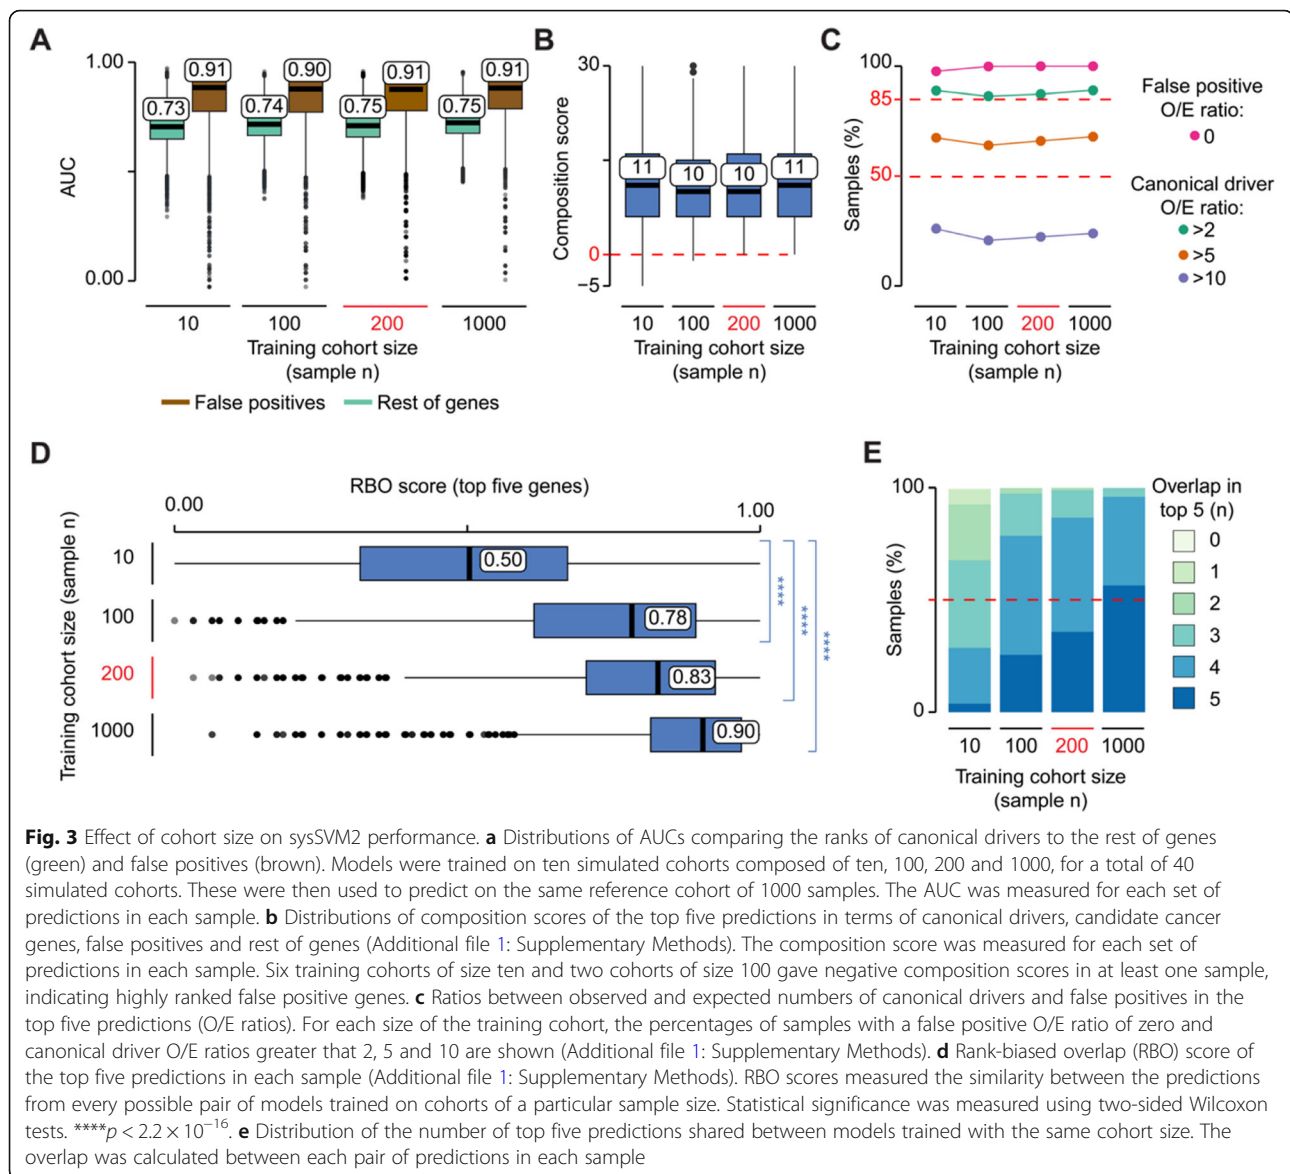 A
AUC
1.00
0.00
0.73
0.91
0.74
0.90
0.75
0.91
0.75
0.91
10
100
200
1000
Training cohort size
(sample n)
False positives
Rest of genes
B
Composition score
30
0
−5
11
10
10
11
10
100
200
1000
Training cohort size
(sample n)
C
Samples (%)
100
85
50
0
10
100
200
1000
Training cohort size
(sample n)
False positive
O/E ratio:
0
Canonical driver
O/E ratio:
>2
>5
>10
D
RBO score (top five genes)
0.00
1.00
Training cohort size (sample n)
10
100
200
1000
0.50
0.78
0.83
0.90
****
****
****
E
Samples (%)
100
0
10
100
200
1000
Training cohort size
(sample n)
Overlap in
top 5 (n)
0
1
2
3
4
5
Fig. 3 Effect of cohort size on sysSVM2 performance. a Distributions of AUCs comparing the ranks of canonical drivers to the rest of genes
(green) and false positives (brown). Models were trained on ten simulated cohorts composed of ten, 100, 200 and 1000, for a total of 40
simulated cohorts. These were then used to predict on the same reference cohort of 1000 samples. The AUC was measured for each set of
predictions in each sample. b Distributions of composition scores of the top five predictions in terms of canonical drivers, candidate cancer
genes, false positives and rest of genes (Additional file 1: Supplementary Methods). The composition score was measured for each set of
predictions in each sample. Six training cohorts of size ten and two cohorts of size 100 gave negative composition scores in at least one sample,
indicating highly ranked false positive genes. c Ratios between observed and expected numbers of canonical drivers and false positives in the
top five predictions (O/E ratios). For each size of the training cohort, the percentages of samples with a false positive O/E ratio of zero and
canonical driver O/E ratios greater that 2, 5 and 10 are shown (Additional file 1: Supplementary Methods). d Rank-biased overlap (RBO) score of
the top five predictions in each sample (Additional file 1: Supplementary Methods). RBO scores measured the similarity between the predictions
from every possible pair of models trained on cohorts of a particular sample size. Statistical significance was measured using two-sided Wilcoxon
tests. ****p < 2.2 × 10⁻¹⁶. e Distribution of the number of top five predictions shared between models trained with the same cohort size. The
overlap was calculated between each pair of predictions in each sample